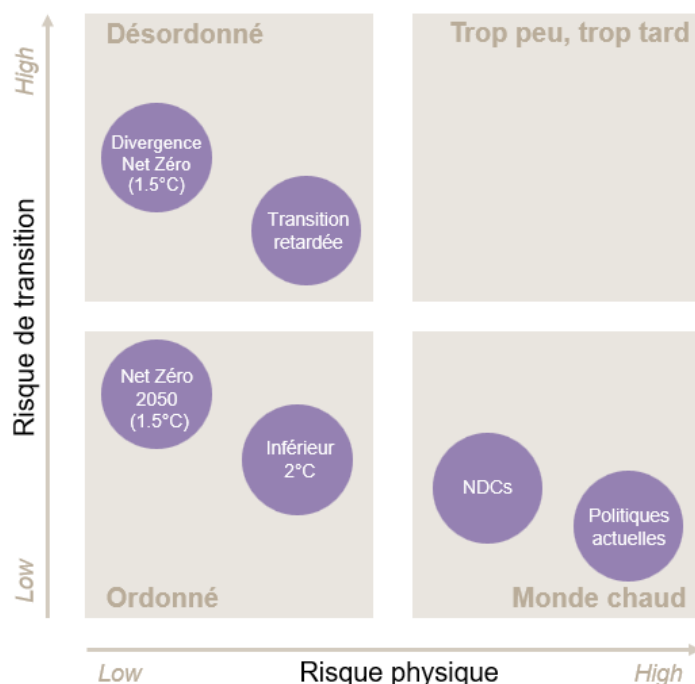 Désordonné
Trop peu, trop tard
High
Divergence
Net Zéro
(1.5°C)
Transition
retardée
Risque de transition
Net Zéro
2050
(1.5°C)
Inférieur
2°C
NDCs
Politiques
actuelles
Low
Ordonné
Monde chaud
Low
Risque physique
High